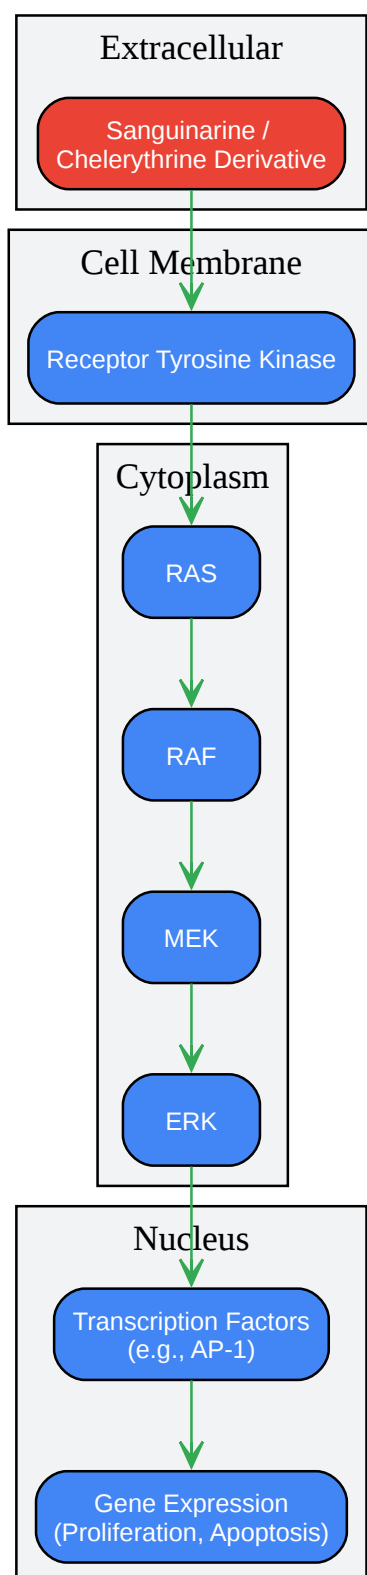 Extracellular
Sanguinarine /
Chelerythrine Derivative
Cell Membrane
Receptor Tyrosine Kinase
Cytoplasm
RAS
RAF
MEK
ERK
Nucleus
Transcription Factors
(e.g., AP-1)
Gene Expression
(Proliferation, Apoptosis)